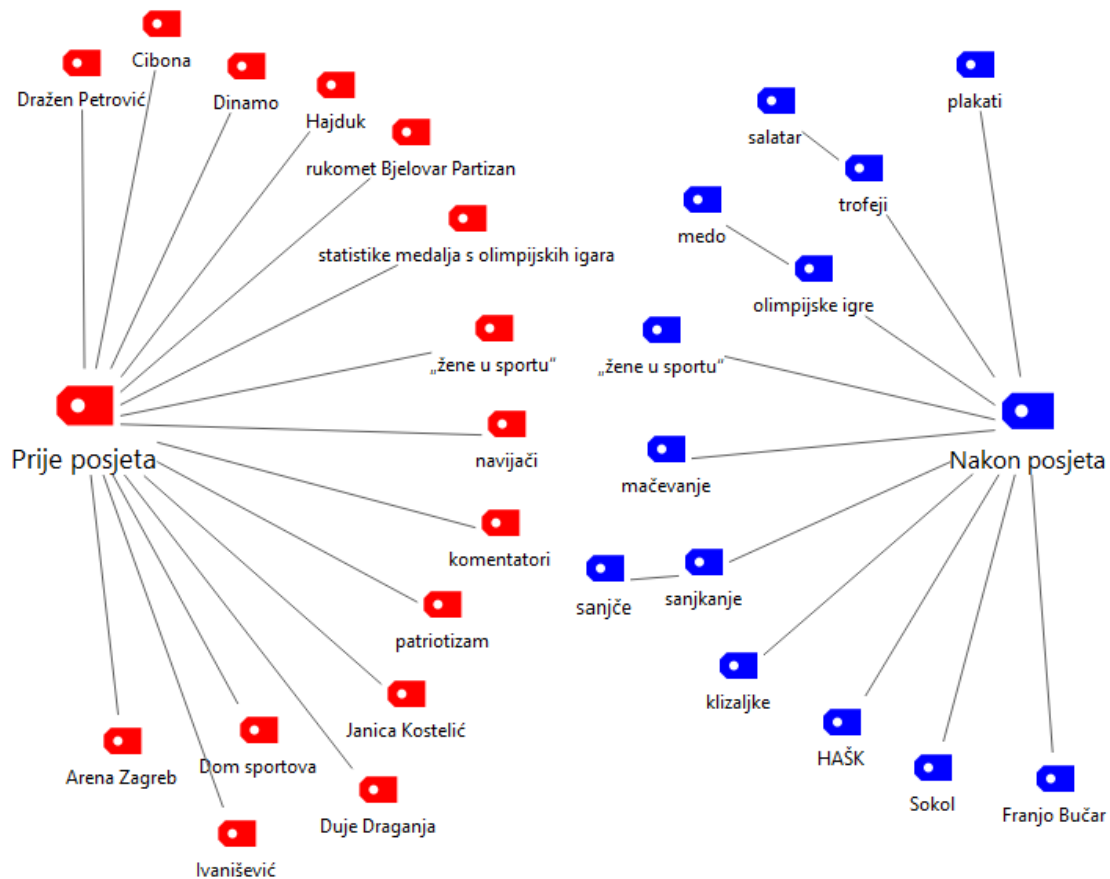 Cibona
Dražen Petrović
Dinamo
Hajduk
rukomet Bjelovar Partizan
statistike medalja s olimpijskih igara
„žene u sportu“
Prije posjeta
navijači
komentatori
patriotizam
Janica Kostelić
Dom sportova
Arena Zagreb
Duje Draganja
Ivanišević
plakati
salatar
trofeji
medo
olimpijske igre
„žene u sportu“
Nakon posjeta
mačevanje
sanjkanje
sanjče
klizaljke
HAŠK
Sokol
Franjo Bučar